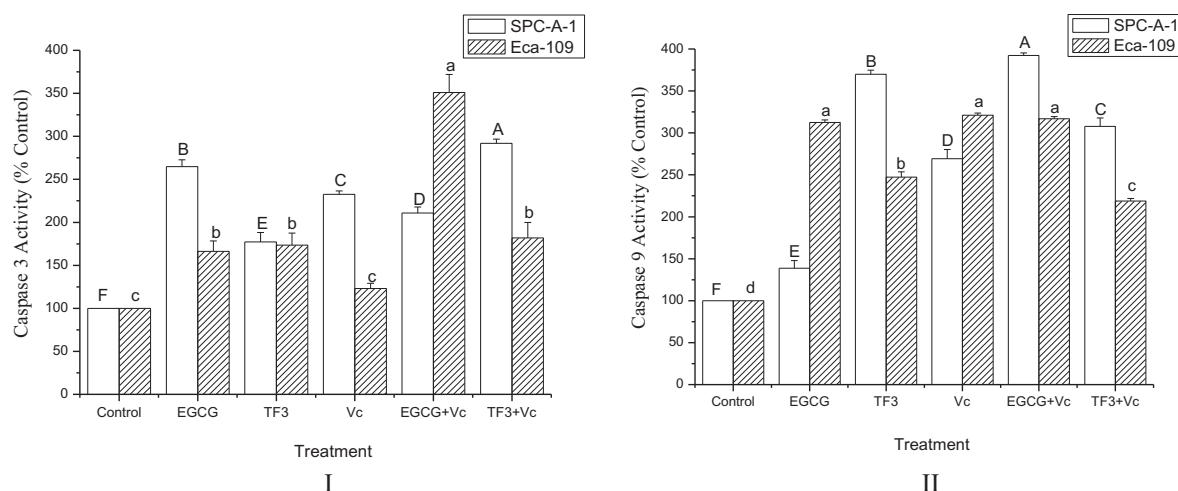 SPC-A-1
Eca-109
Caspase 3 Activity (% Control)
400
350
300
250
200
150
100
50
0
F
c
B
b
E
b
C
c
D
a
A
b
Control
EGCG
TF3
Vc
EGCG+Vc
TF3+Vc
Treatment
I
SPC-A-1
Eca-109
Caspase 9 Activity (% Control)
400
350
300
250
200
150
100
50
0
F
d
E
a
B
b
D
a
A
a
C
c
Control
EGCG
TF3
Vc
EGCG+Vc
TF3+Vc
Treatment
II